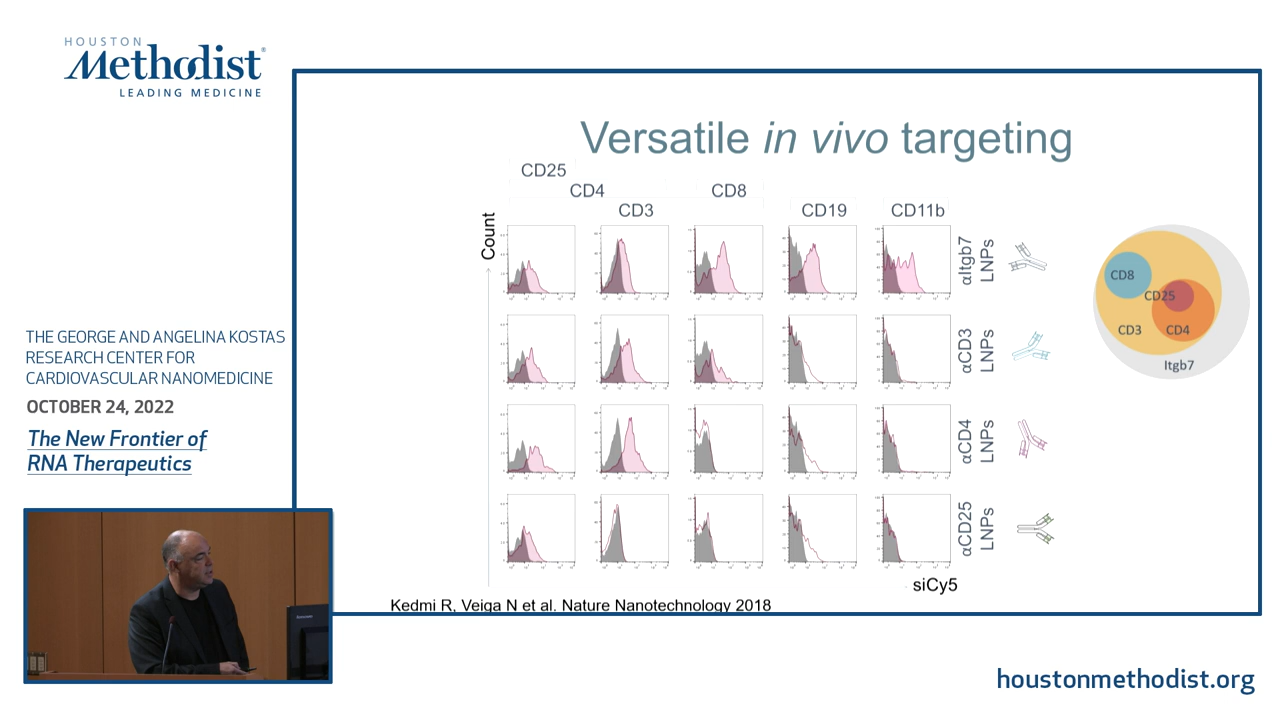 HOUSTON
Methodist®
LEADING MEDICINE
THE GEORGE AND ANGELINA KOSTAS
RESEARCH CENTER FOR
CARDIOVASCULAR NANOMEDICINE
OCTOBER 24, 2022
The New Frontier of
RNA Therapeutics
Versatile in vivo targeting
CD25
CD4
CD8
CD3
CD19
CD11b
Count
αItgb7
LNPs
αCD3
LNPs
αCD4
LNPs
αCD25
LNPs
siCy5
CD8
CD25
CD3
CD4
Itgb7
Kedmi R, Veiga N et al. Nature Nanotechnology 2018
houstonmethodist.org